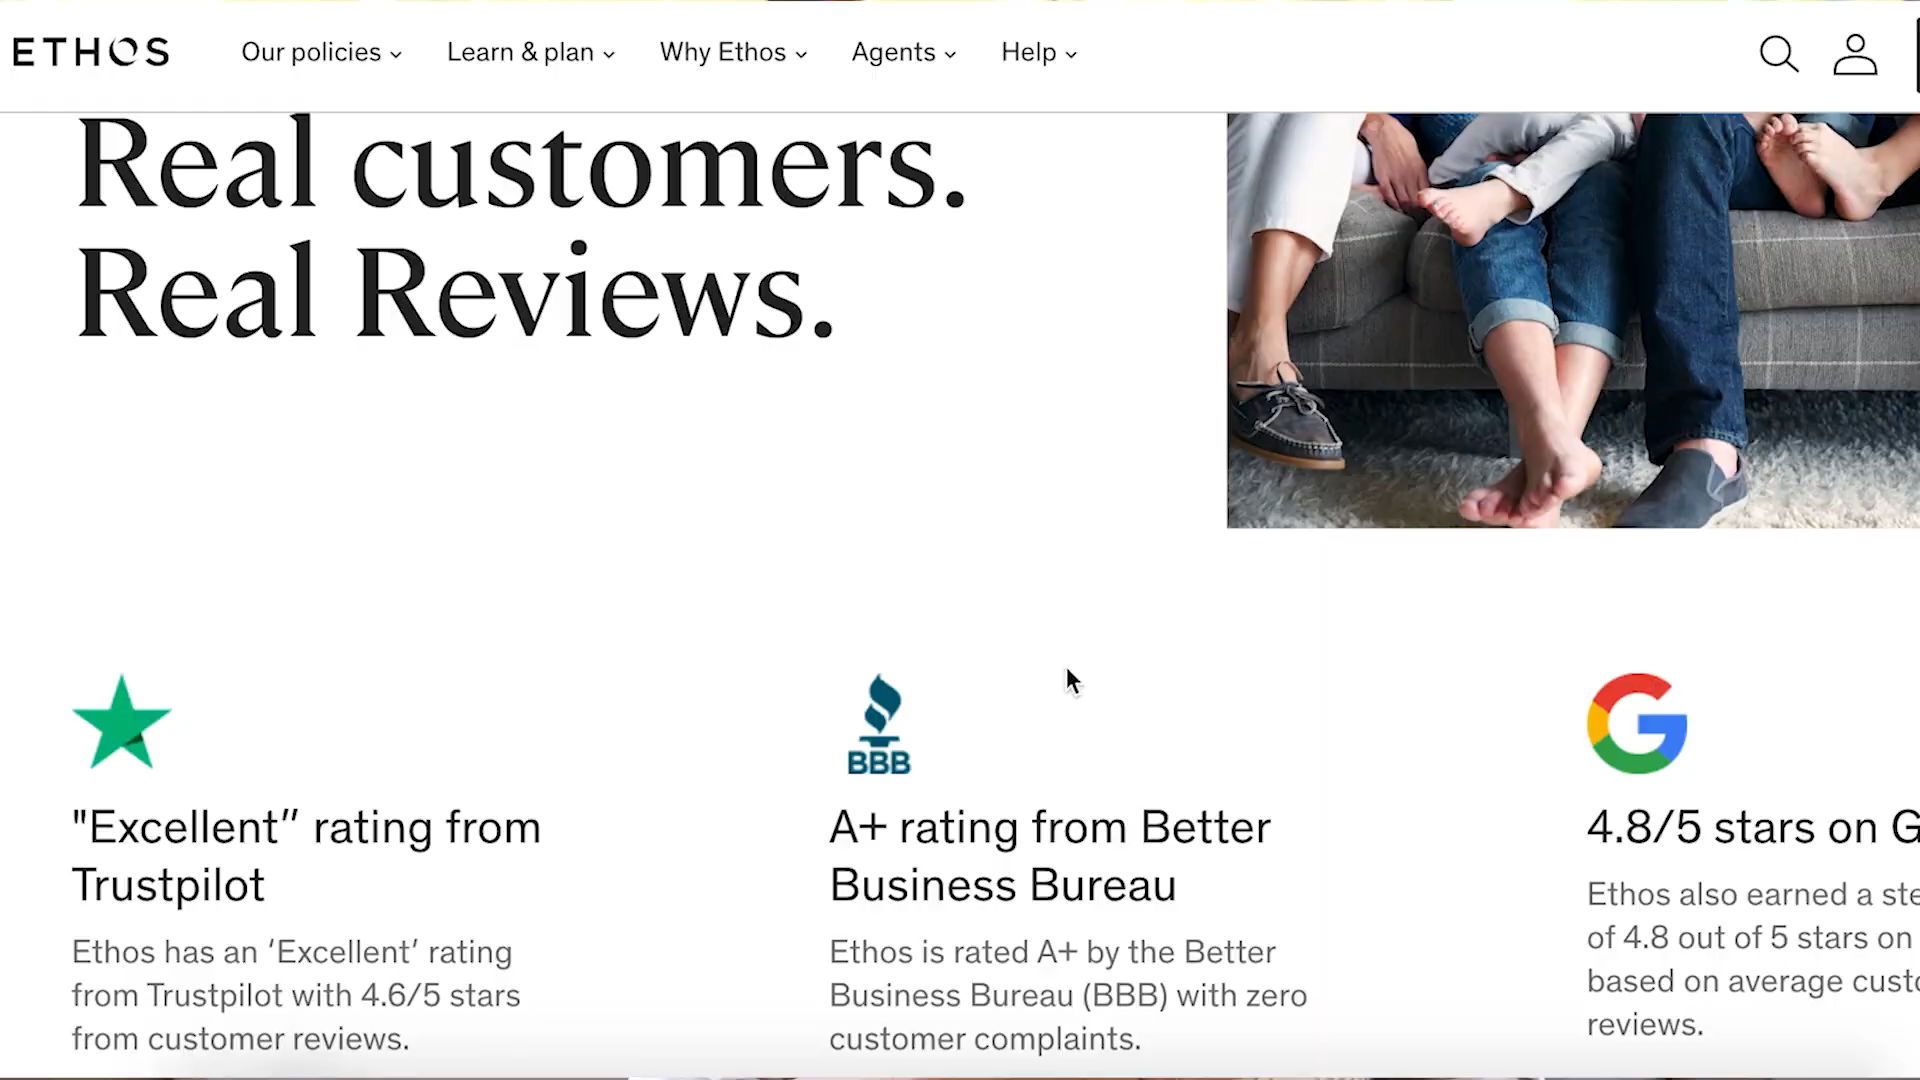 ETHOS Our policies Learn & plan Why Ethos Agents Help
Real customers.
Real Reviews.
BBB
"Excellent” rating from
Trustpilot
Ethos has an ‘Excellent’ rating
from Trustpilot with 4.6/5 stars
from customer reviews.
A+ rating from Better
Business Bureau
Ethos is rated A+ by the Better
Business Bureau (BBB) with zero
customer complaints.
4.8/5 stars on
Ethos also earned a
of 4.8 out of 5 stars on
based on average
reviews.